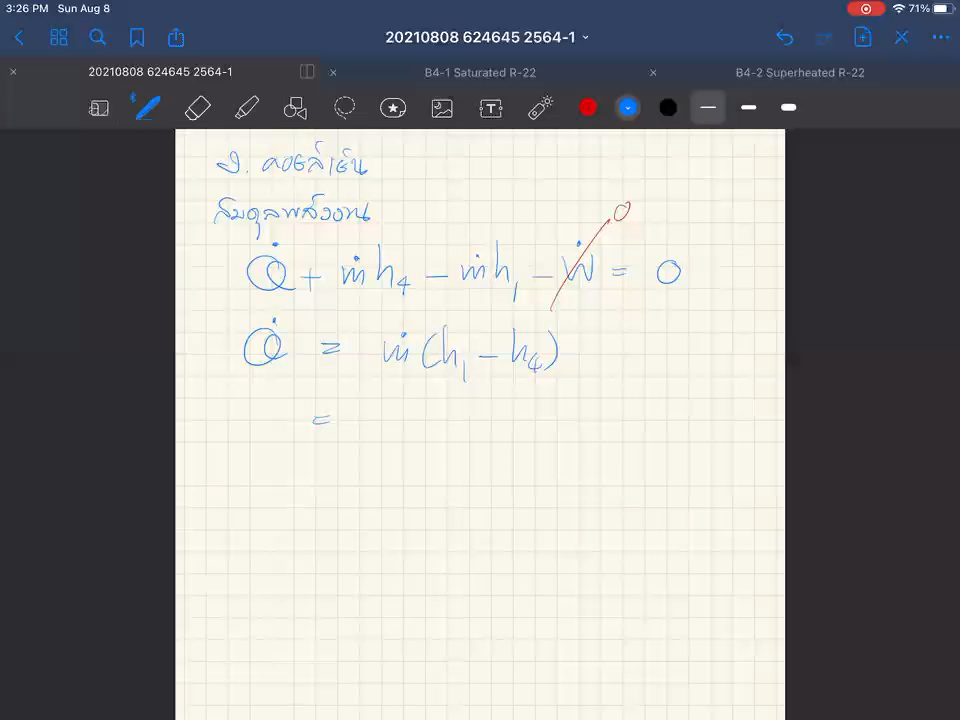 3:26 PM Sun Aug 8
71%
20210808 624645 2564-1
20210808 624645 2564-1
B4-1 Saturated R-22
B4-2 Superheated R-22
ง. คอยล์เย็น
สมดุลพลังงาน
Q̇ + ṁh₄ − ṁh₁ − Ẇ = 0
0
Q̇ = ṁ(h₁ − h₄)
=